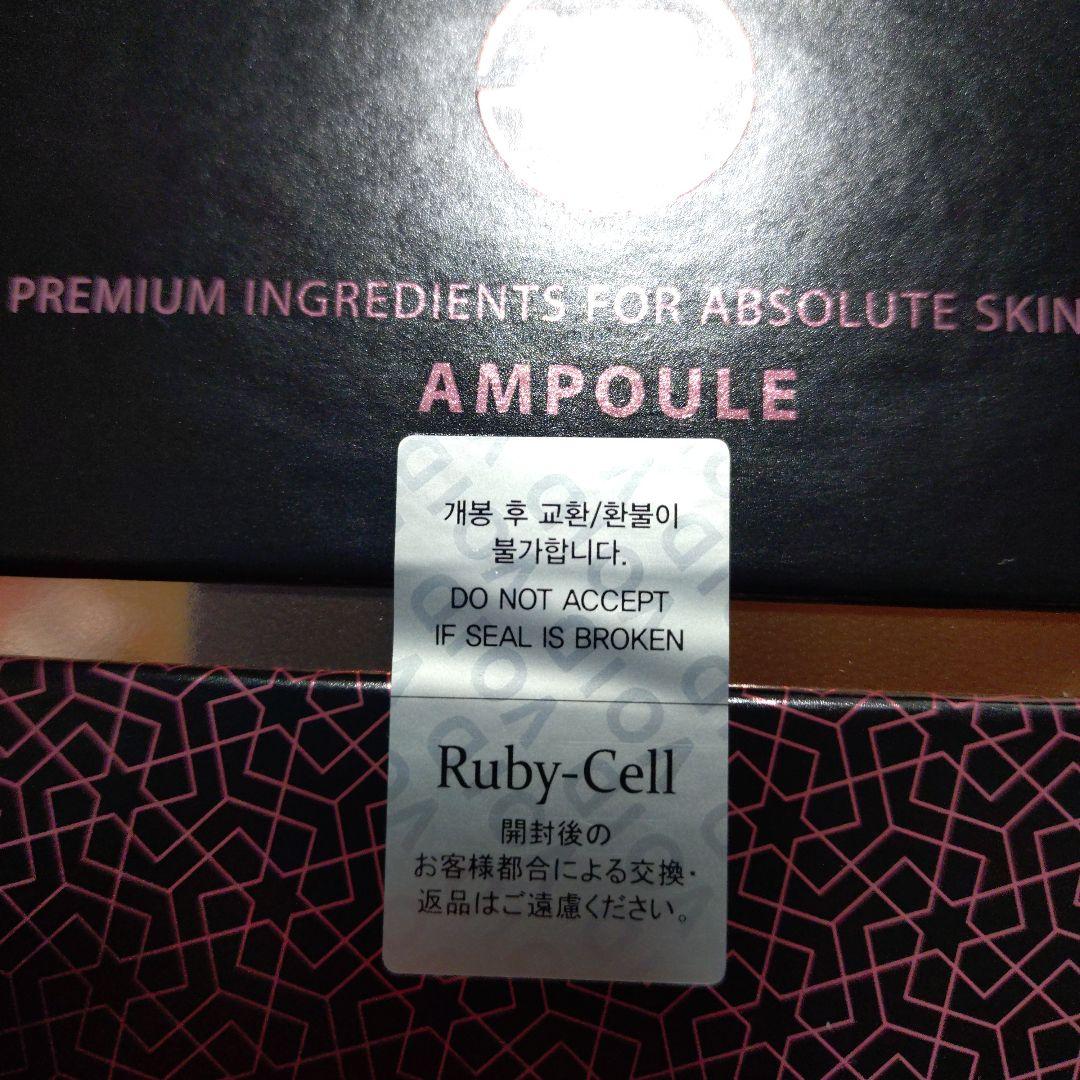 PREMIUM INGREDIENTS FOR ABSOLUTE SKIN
AMPOULE
개봉 후 교환/환불이
불가합니다.
DO NOT ACCEPT
IF SEAL IS BROKEN
Ruby-Cell
開封後の
お客様都合による交換・
返品はご遠慮ください。